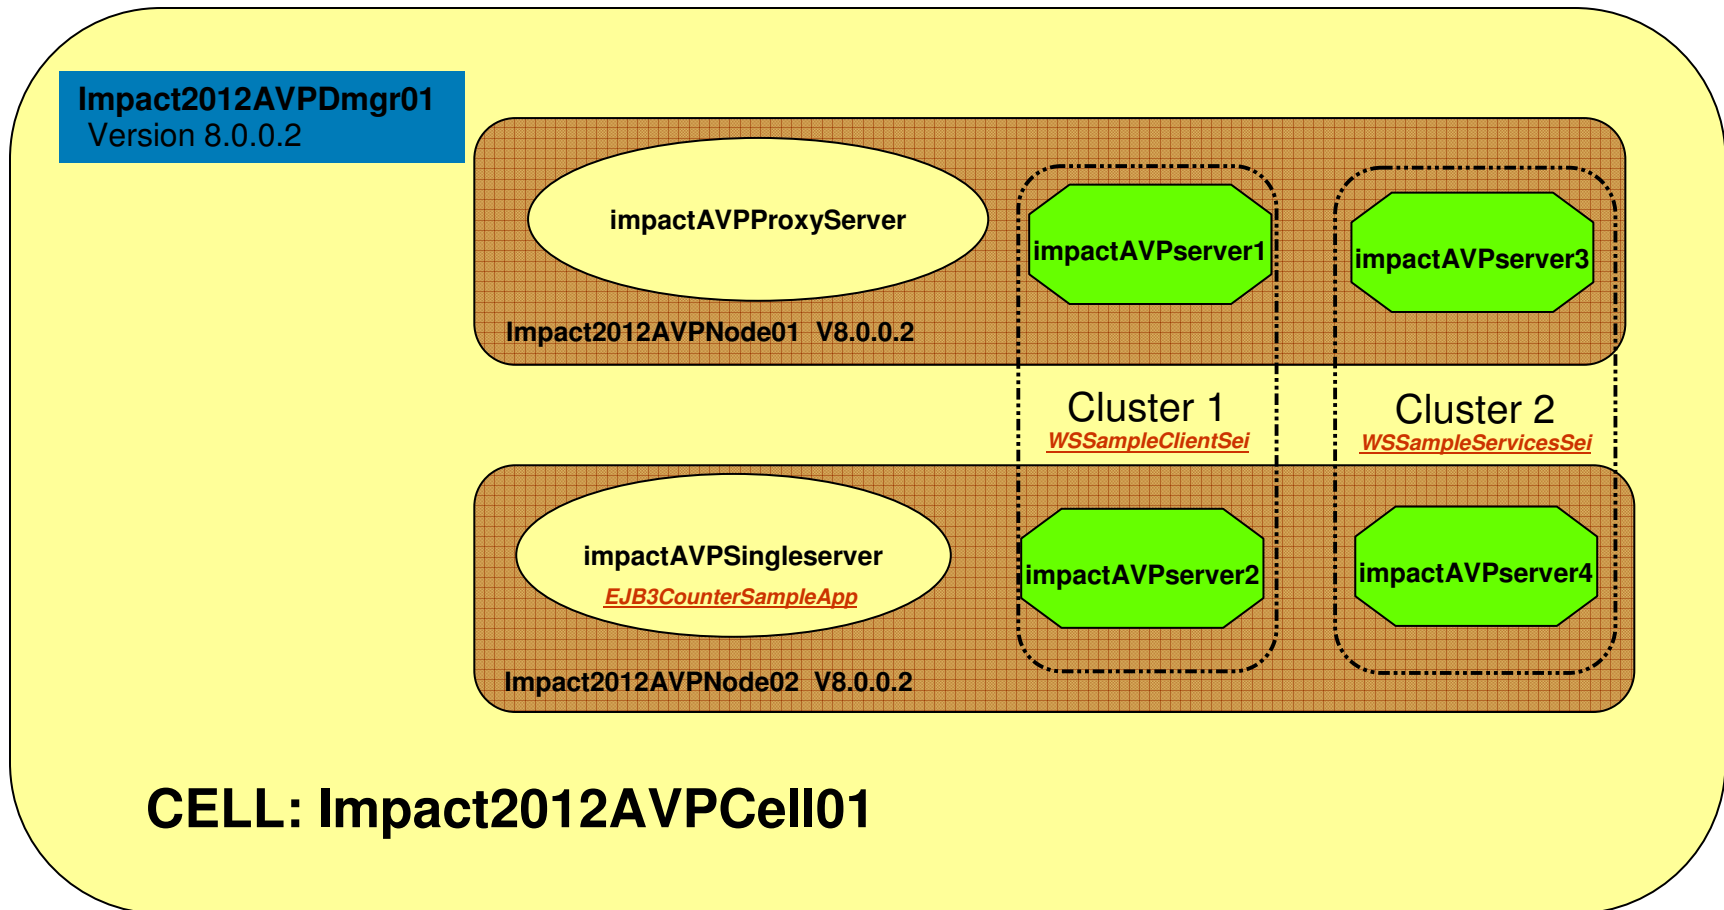 Impact2012AVPDmgr01
Version 8.0.0.2
impactAVPProxyServer
impactAVPserver1
impactAVPserver3
Impact2012AVPNode01 V8.0.0.2
Cluster 1
WSSampleClientSei
Cluster 2
WSSampleServicesSei
impactAVPSingleserver
EJB3CounterSampleApp
impactAVPserver2
impactAVPserver4
Impact2012AVPNode02 V8.0.0.2
CELL: Impact2012AVPCell01